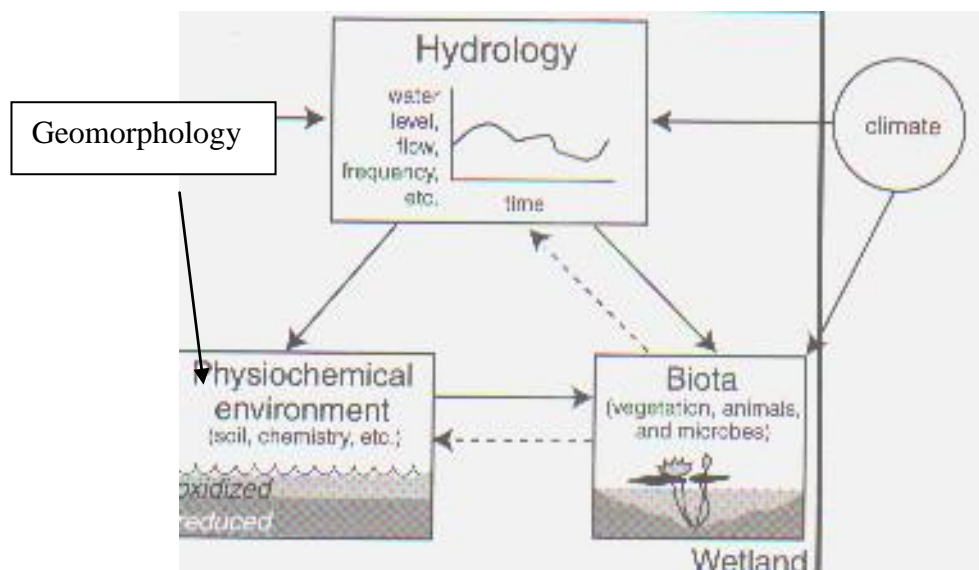 Hydrology
water
level,
flow,
frequency,
etc.
time
Geomorphology
climate
Physiochemical
environment
(soil, chemistry, etc.)
oxidized
reduced
Biota
(vegetation, animals,
and microbes)
Wetland